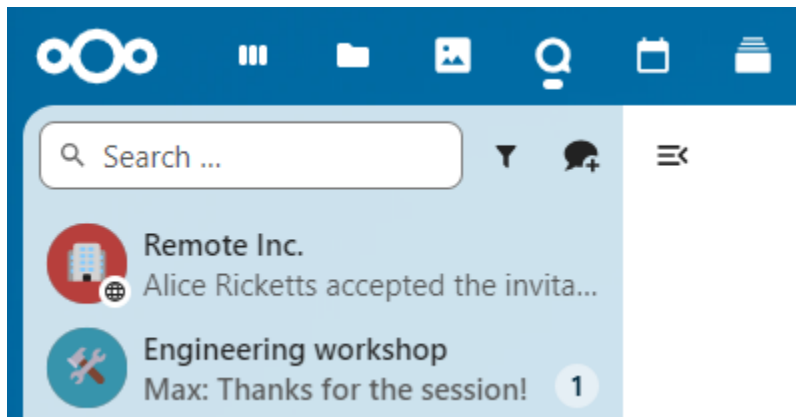 Search ...
Remote Inc.
Alice Ricketts accepted the invita...
Engineering workshop
Max: Thanks for the session!
1